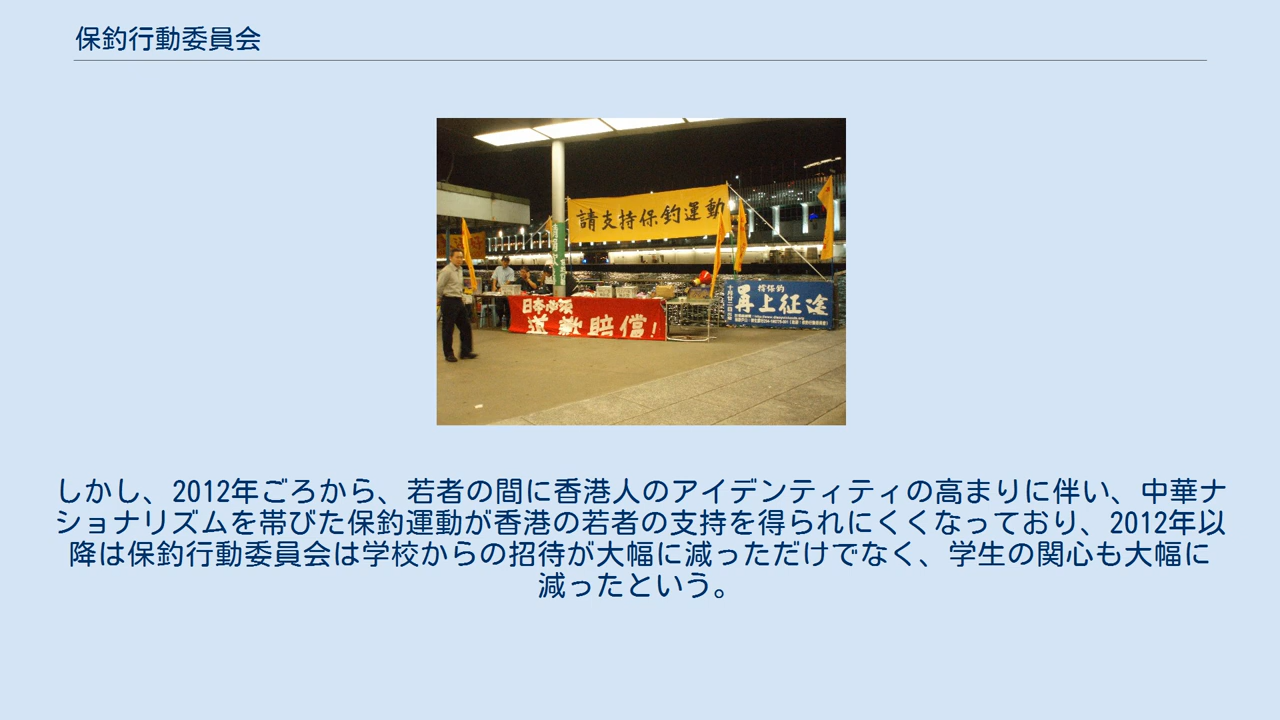 保釣行動委員会
請支持保釣運動
日本必須
道歉賠償！
再上征途
しかし、2012年ごろから、若者の間に香港人のアイデンティティの高まりに伴い、中華ナ
ショナリズムを帯びた保釣運動が香港の若者の支持を得られにくくなっており、2012年以
降は保釣行動委員会は学校からの招待が大幅に減っただけでなく、学生の関心も大幅に
減ったという。